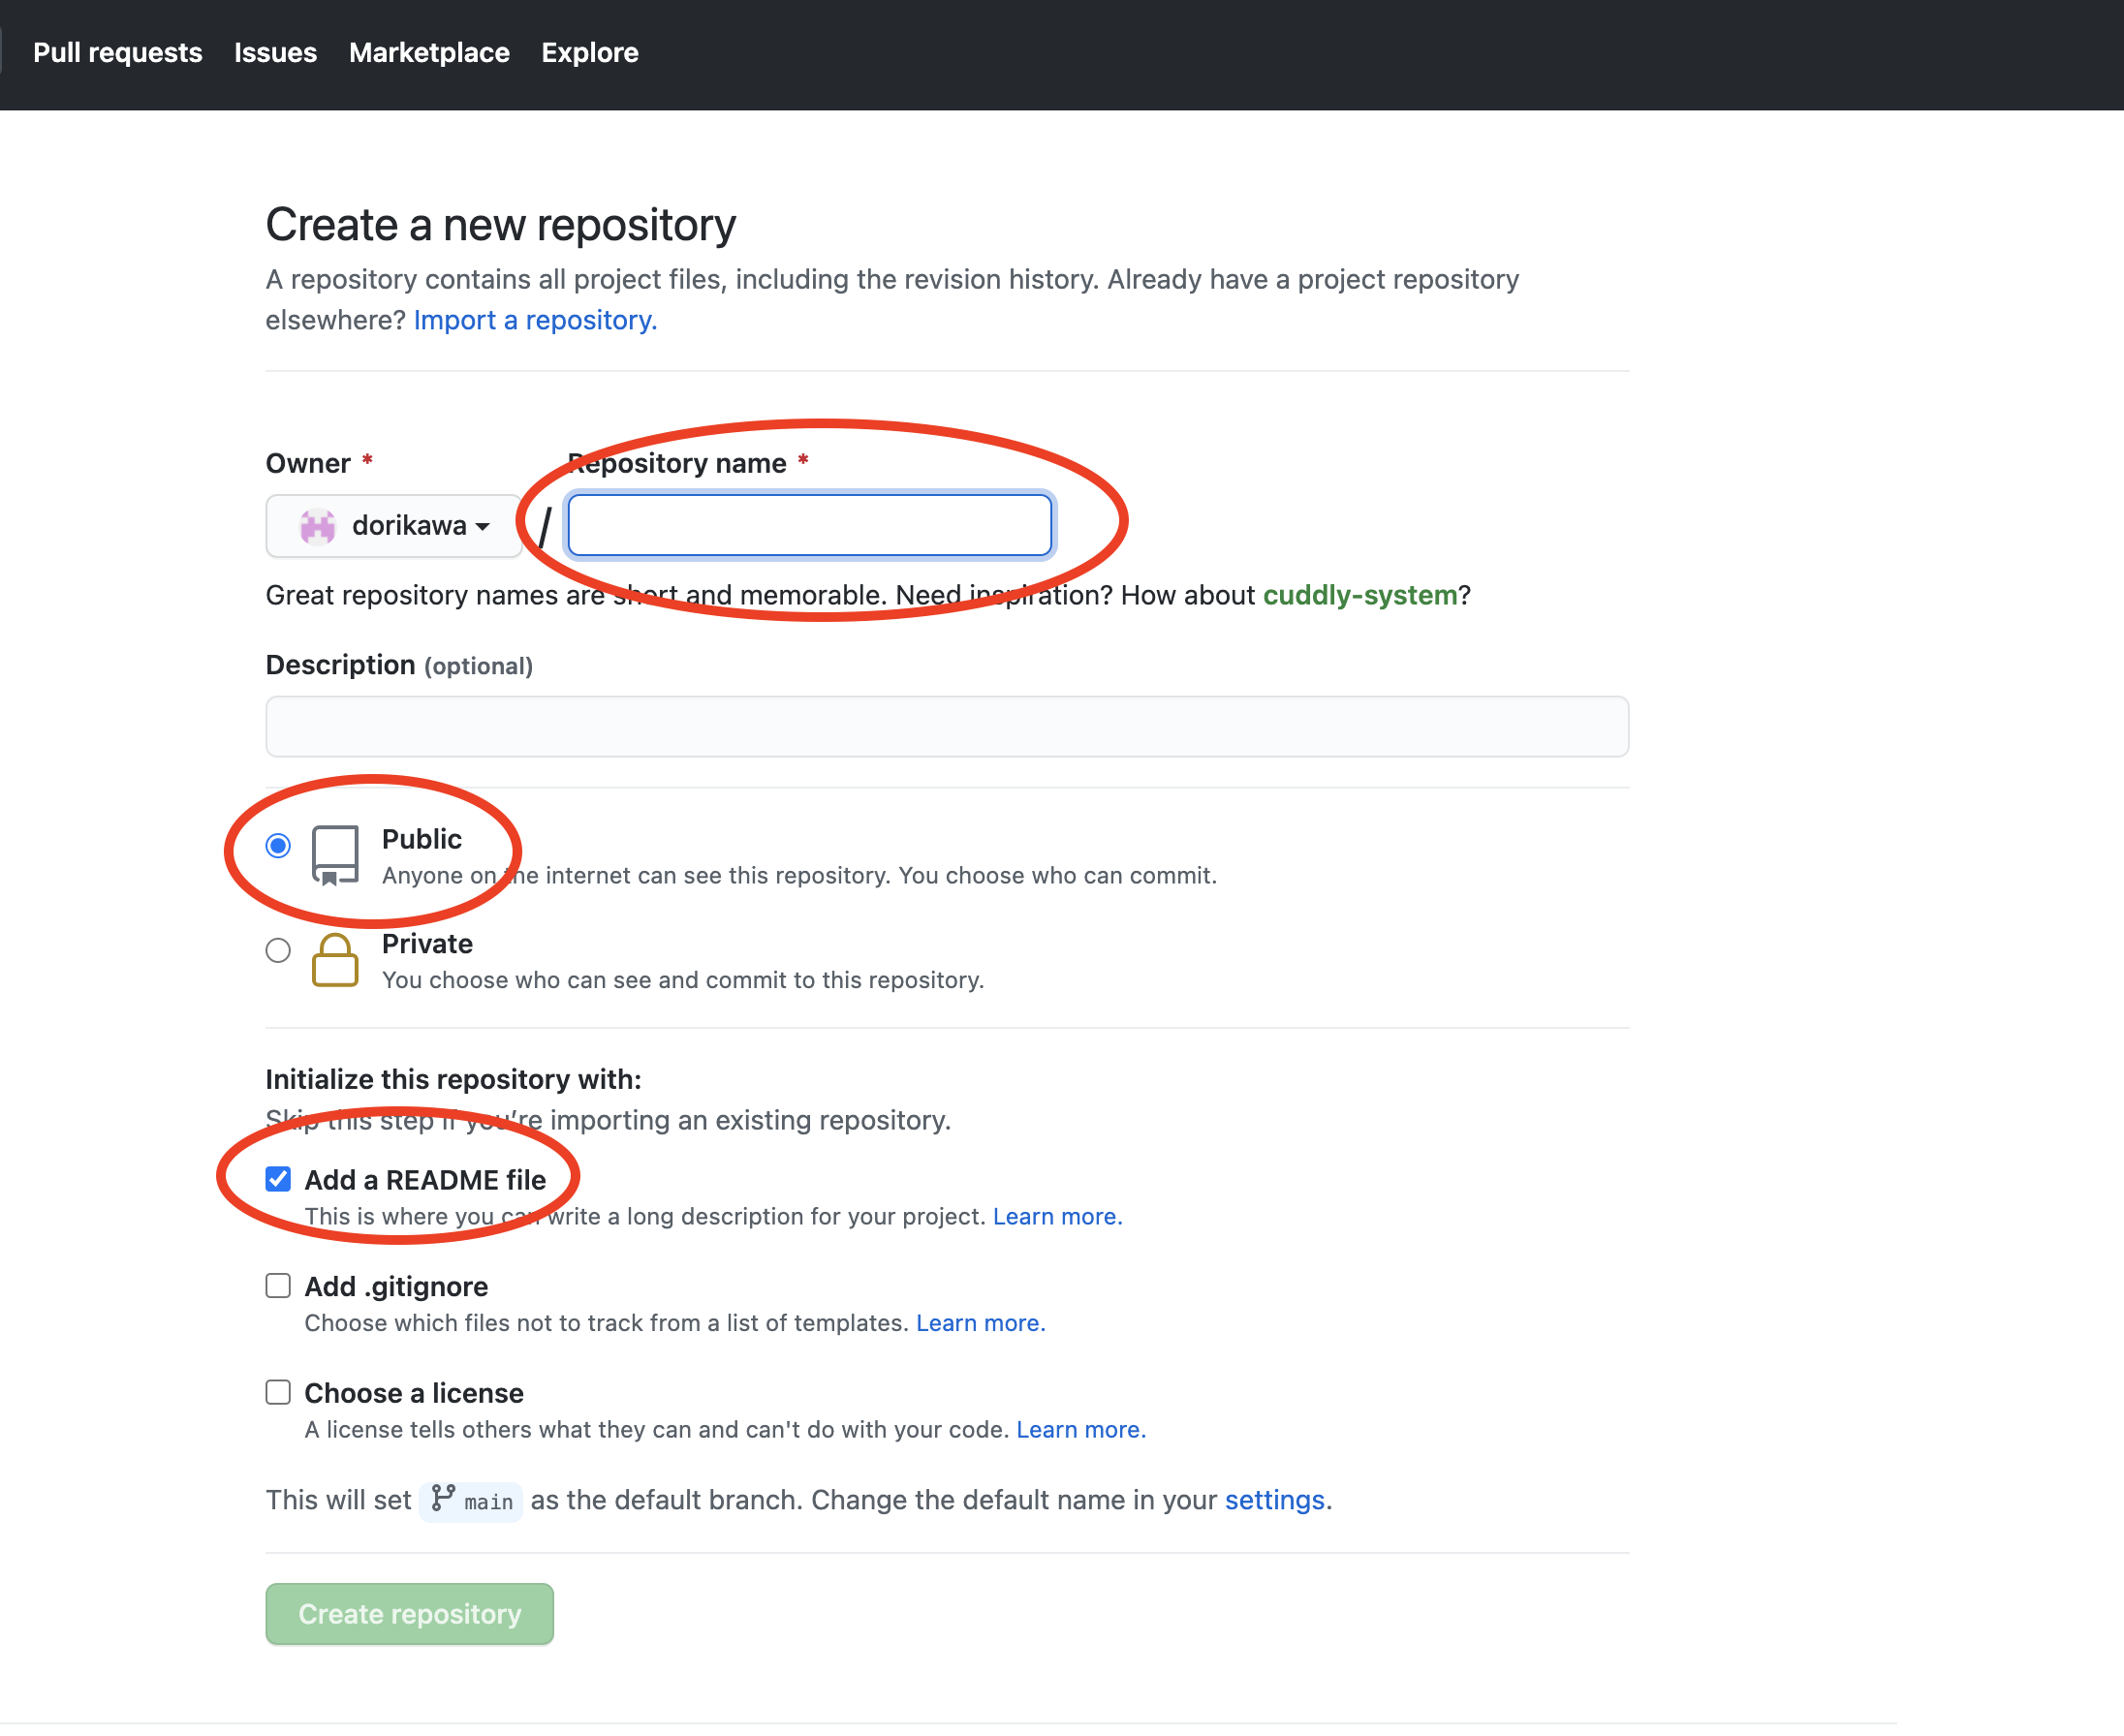 Pull requests Issues Marketplace Explore
Create a new repository
A repository contains all project files, including the revision history. Already have a project repository
elsewhere? Import a repository.
Owner * Repository name *
dorikawa /
Great repository names are short and memorable. Need inspiration? How about cuddly-system?
Description (optional)
Public
Anyone on the internet can see this repository. You choose who can commit.
Private
You choose who can see and commit to this repository.
Initialize this repository with:
Skip this step if you’re importing an existing repository.
Add a README file
This is where you can write a long description for your project. Learn more.
Add .gitignore
Choose which files not to track from a list of templates. Learn more.
Choose a license
A license tells others what they can and can't do with your code. Learn more.
This will set main as the default branch. Change the default name in your settings.
Create repository